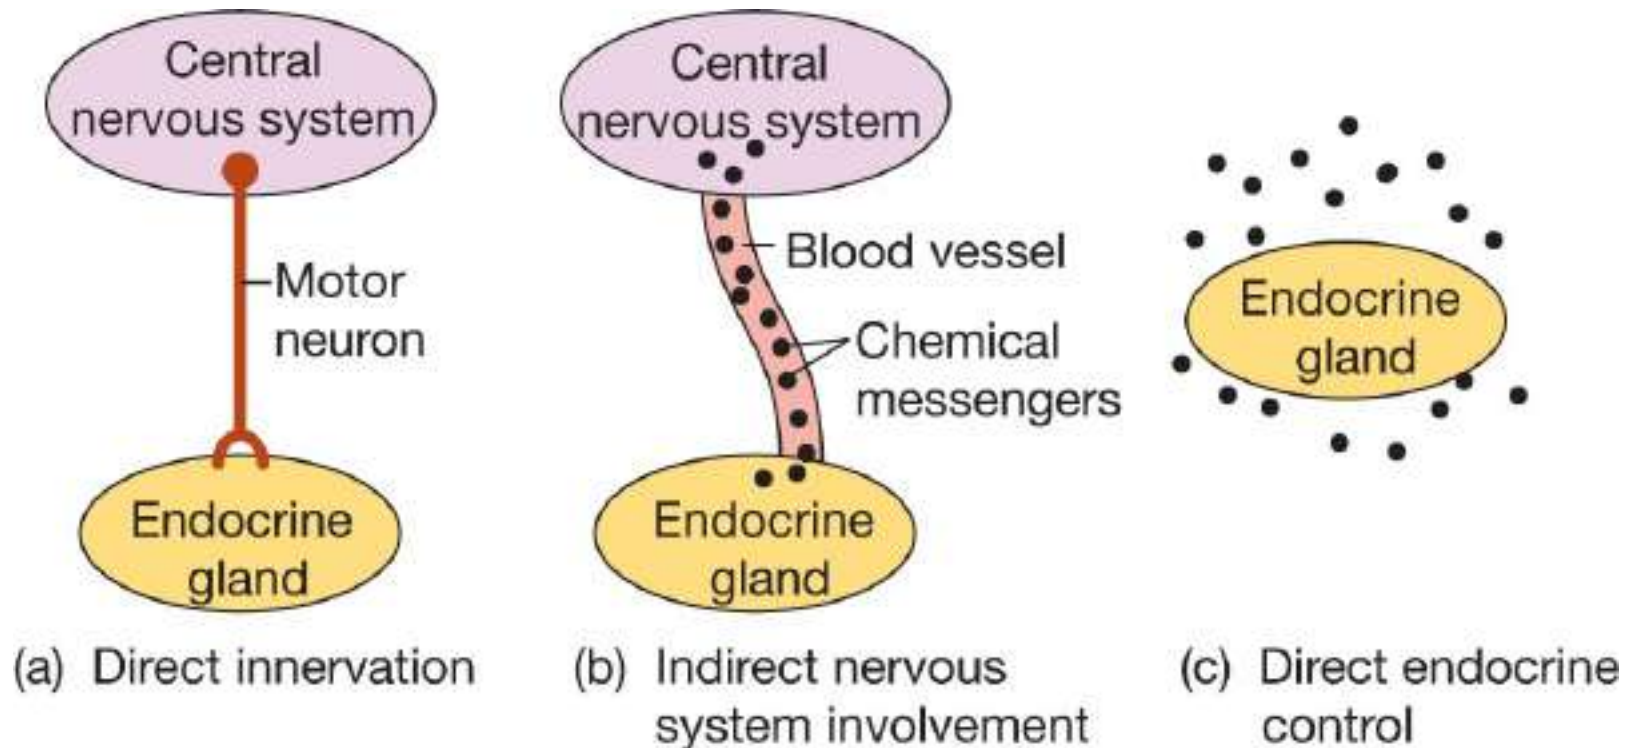 Central
nervous system
Motor
neuron
Endocrine
gland
(a) Direct innervation
Central
nervous system
Blood vessel
Chemical
messengers
Endocrine
gland
(b) Indirect nervous
system involvement
Endocrine
gland
(c) Direct endocrine
control